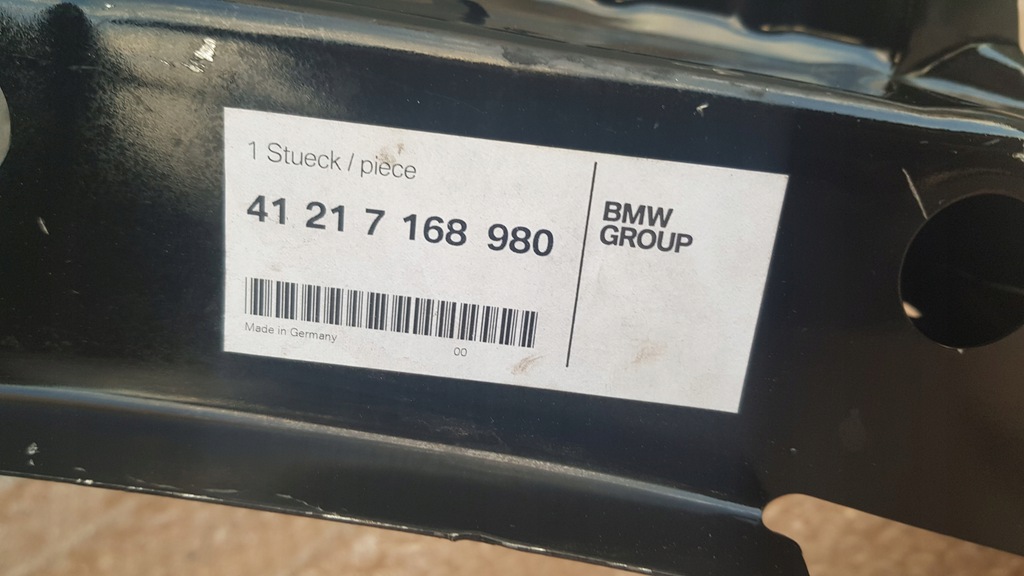 1 Stueck / piece
41 21 7 168 980
Made in Germany
00
BMW
GROUP